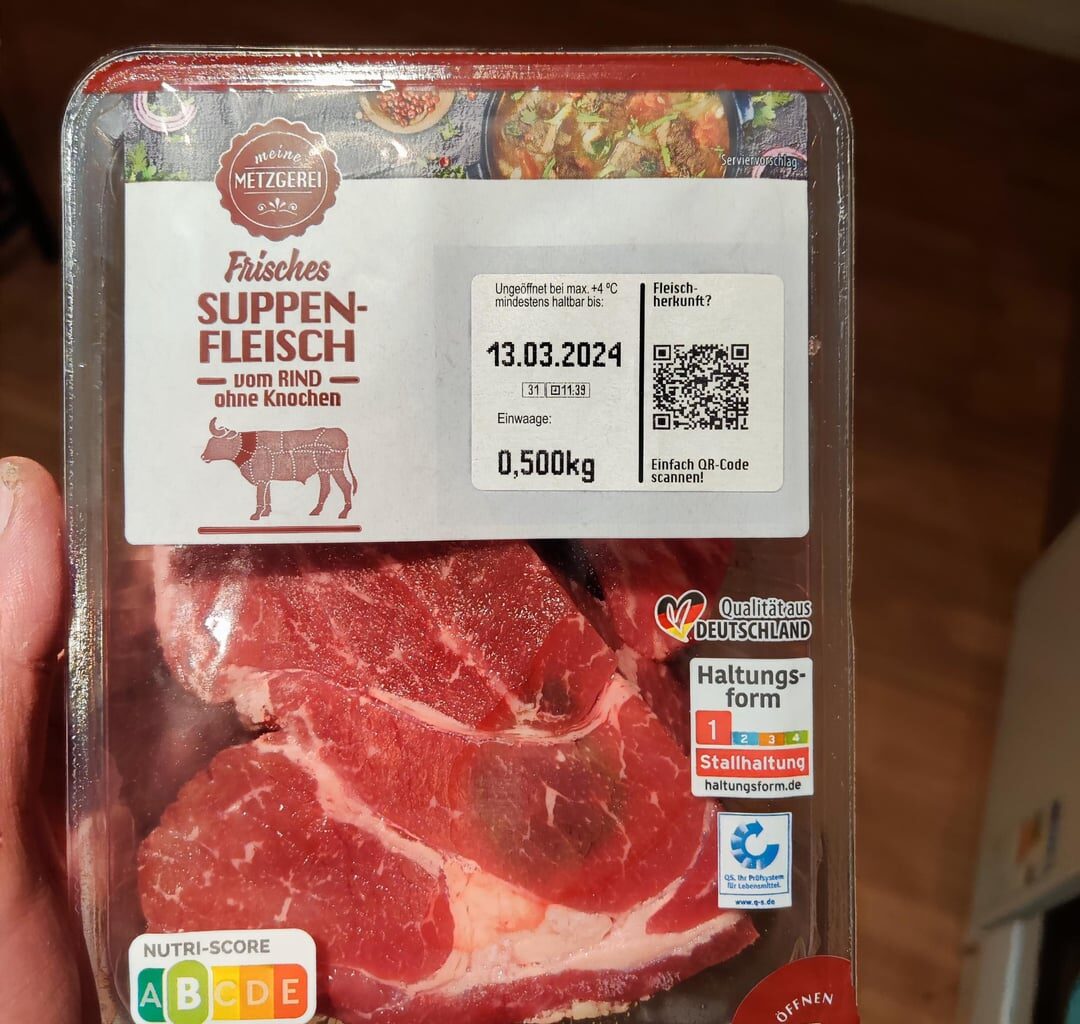 Serviervorschlag
meine
METZGEREI
Frisches
SUPPEN-
FLEISCH
vom RIND
ohne Knochen
Ungeöffnet bei max. +4 ºC
mindestens haltbar bis:
13.03.2024
31 11:39
Einwaage:
0,500kg
Fleisch-
herkunft?
Einfach QR-Code
scannen!
Qualität aus
DEUTSCHLAND
Haltungs-
form
1 2 3 4
Stallhaltung
haltungsform.de
QS. Ihr Prüfsystem
für Lebensmittel.
www.q-s.de
NUTRI-SCORE
A B C D E
ÖFFNEN